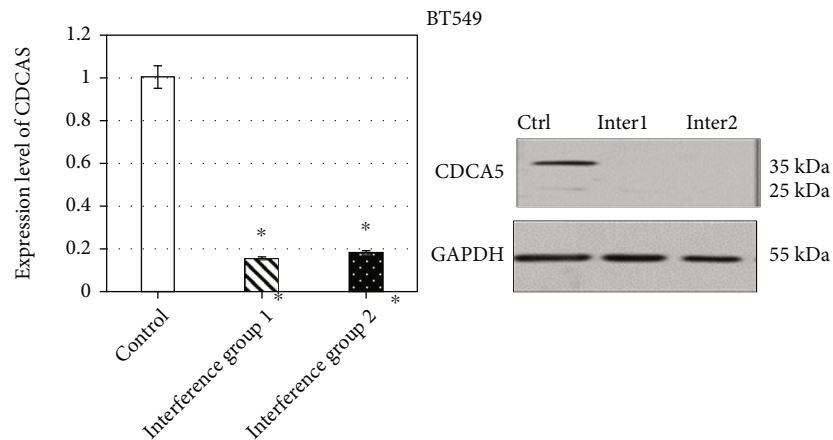 BT549
Expression level of CDCAS
1.2
1
0.8
0.6
0.4
0.2
0
*
*
*
*
Control
Interference group 1
Interference group 2
Ctrl Inter1 Inter2
CDCA5
35 kDa
25 kDa
GAPDH
55 kDa